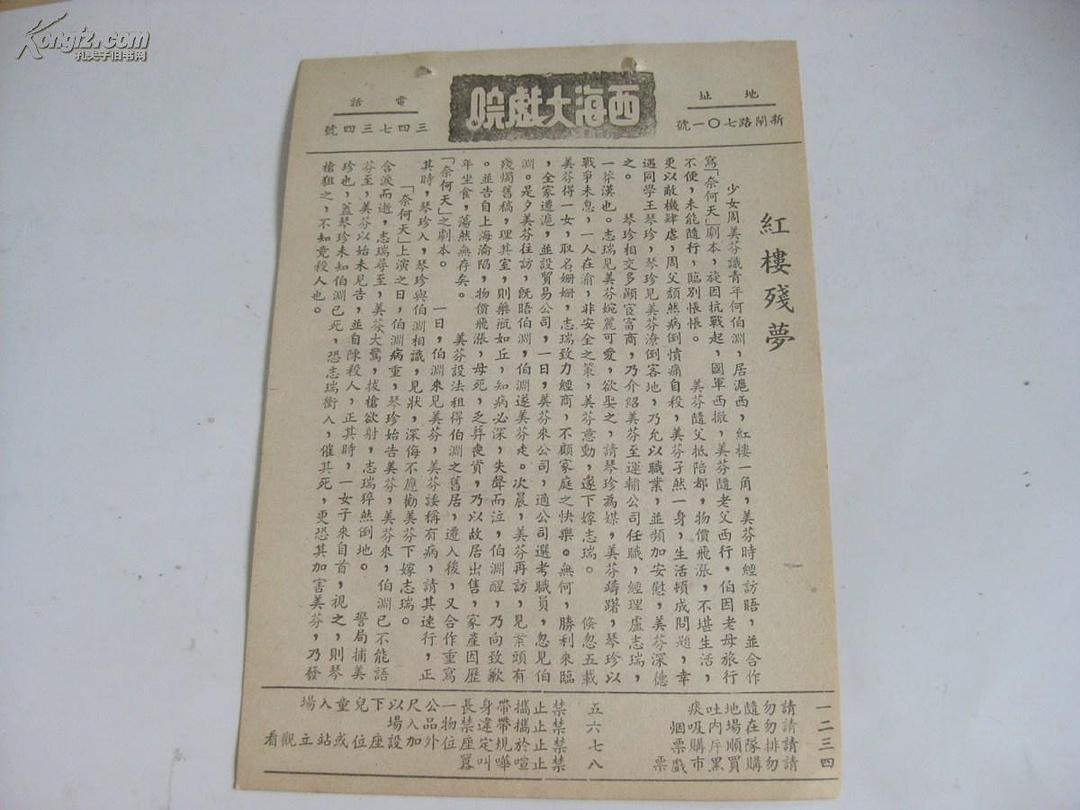 Kongfz.com
孔夫子旧书网
西海大戲院
地址
新閘路七〇一號
電話
三四七三四號
紅樓殘夢
少女周美芬識青年何伯淵，居滬西，紅樓一角，美芬時經訪晤，並合作
寫「奈何天」劇本，旋因抗戰起，國軍西撤，美芬隨老父西行，伯因老母旅行
不便，未能隨行，臨別悵悵。　美芬隨父抵陪都，物價飛漲，不堪生活，
更以敵機肆虐，周父頹然病倒憤痛自殺，美芬孑然一身，生活頓成問題，幸
遇同學王琴珍，琴珍見美芬潦倒客地，乃允以職業，並頻加安慰，美芬深德
之。　琴珍相交多顯宦富商，乃介紹美芬至運輸公司任職，經理盧志瑞，
一莽漢也。志瑞見美芬婉麗可愛，欲娶之，請琴珍為媒，美芬躊躇，琴珍以
戰爭未息，一人在渝，非安全之策，美芬意動，遂下嫁志瑞。　倏忽五載
美芬得一女，取名姍姍，志瑞致力經商，不顧家庭之快樂。無何，勝利來臨
，全家遷滬，並設貿易公司，一日，美芬來公司，適公司選考職員，忽見伯
淵。是夕美芬往訪，旣晤伯淵，伯淵遂美芬走。次晨，美芬再訪，見案頭有
殘燭舊稿，理其室，則藥瓶如丘，知病必深，失聲而泣，伯淵醒，乃向致歉
。並告自上海淪陷，物價飛漲，母死，乏葬喪資，乃以故居出售，家產因歷
年坐食，蕩然無存矣。　美芬設法租得伯淵之舊居，遷入後，又合作重寫
「奈何天」之劇本。　一日，伯淵來見美芬，美芬諉稱有病，請其速行，正
其時，琴珍入，琴珍與伯淵相識，見狀，深侮不應勸美芬下嫁志瑞。
「奈何天」上演之日，伯淵病重，琴珍始告美芬，美芬來，伯淵已不能語
含淚而逝，志瑞尋至，美芬大驚，拔槍欲射，志瑞猝然倒地。　警局捕美
芬至，美芬以始末見告，並自陳殺人，正其時，一女子來自首，視之，則琴
珍也，蓋琴珍未知伯淵已死，恐志瑞衝入，催其死，更恐其加害美芬，乃發
槍難之，不知竟殺人也。
一 請勿隨地吐痰
二 請勿在場內吸烟
三 請排隊順序購票
四 請勿購買黑市戲票
五 禁止攜帶身長一公尺以下兒童入場
六 禁止攜帶違禁物品入場
七 禁止於規定座位外加設座位或站立觀看
八 禁止喧嘩叫囂